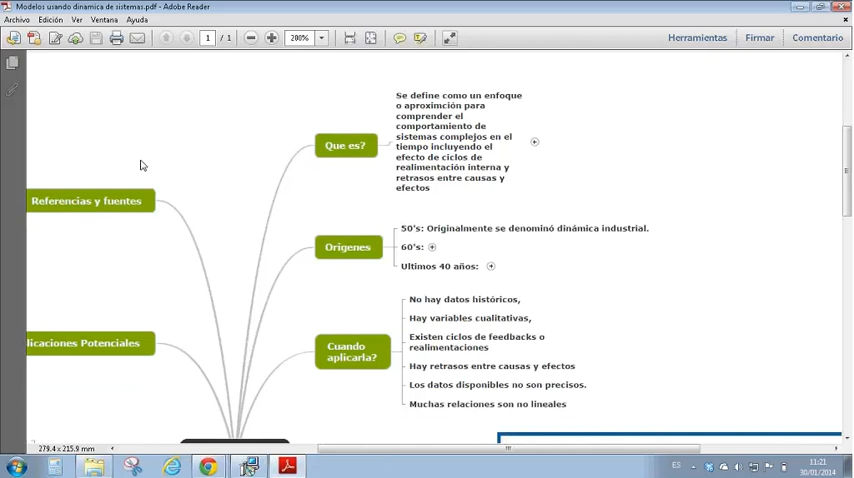 Modelos usando dinamica de sistemas.pdf - Adobe Reader
Archivo Edición Ver Ventana Ayuda
1 / 1
200%
Herramientas Firmar Comentario
Se define como un enfoque
o aproximción para
comprender el
comportamiento de
sistemas complejos en el
tiempo incluyendo el
efecto de ciclos de
realimentación interna y
retrasos entre causas y
efectos
Que es?
Referencias y fuentes
50's: Originalmente se denominó dinámica industrial.
Origenes
60's:
Ultimos 40 años:
No hay datos históricos,
Hay variables cualitativas,
Existen ciclos de feedbacks o
realimentaciones
licaciones Potenciales
Cuando
aplicarla?
Hay retrasos entre causas y efectos
Los datos disponibles no son precisos.
Muchas relaciones son no lineales
279.4 x 215.9 mm
ES
11:21
30/01/2014